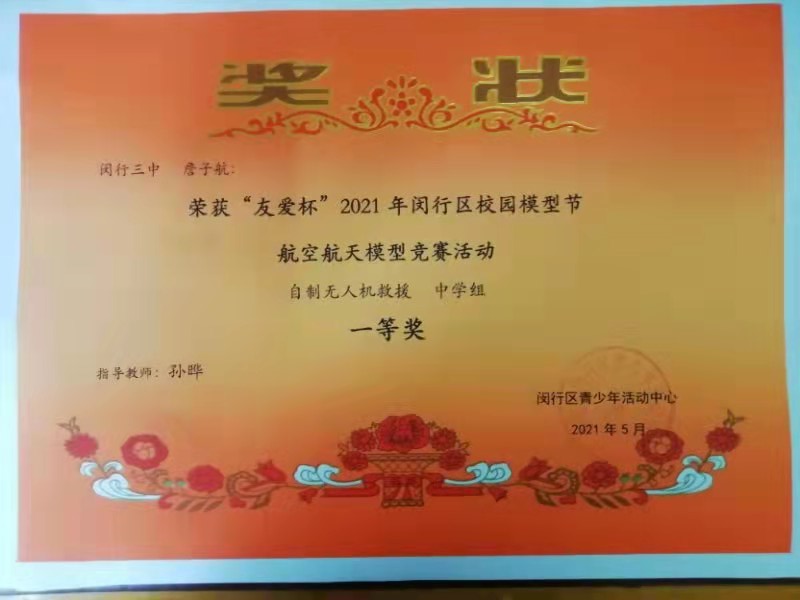 奖状
闵行三中 詹子航：
荣获“友爱杯”2021年闵行区校园模型节
航空航天模型竞赛活动
自制无人机救援 中学组
一等奖
指导教师：孙晔
闵行区青少年活动中心
2021年5月